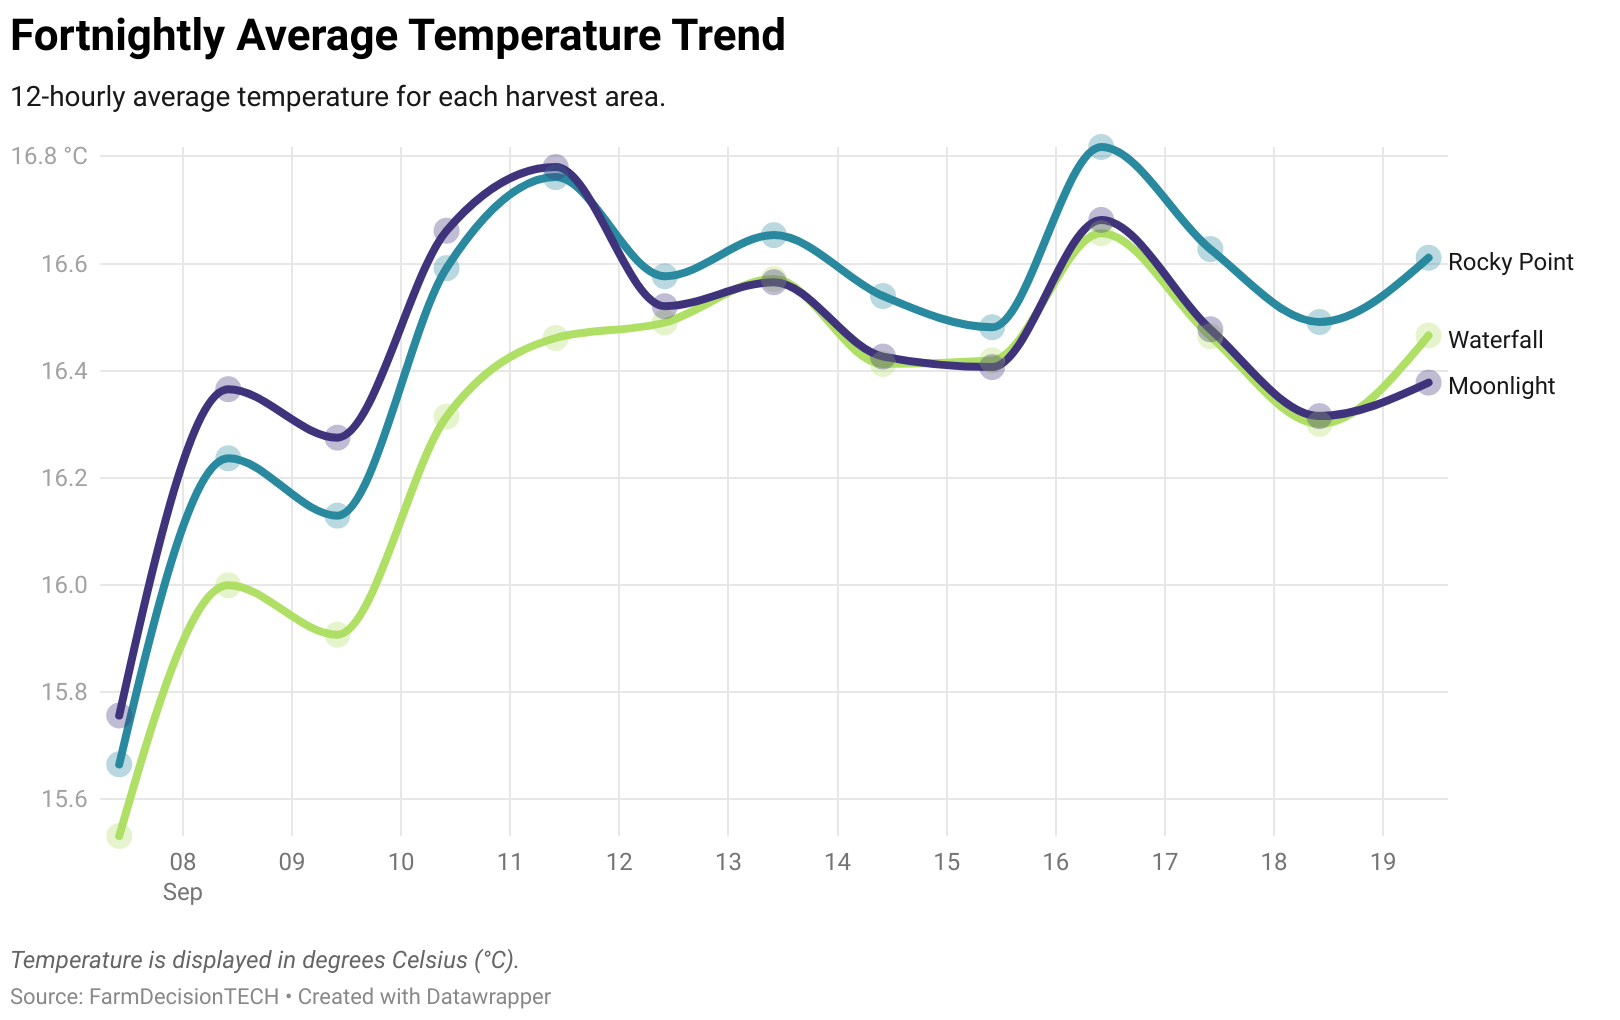 Fortnightly Average Temperature Trend
12-hourly average temperature for each harvest area.
16.8 °C
16.6
16.4
16.2
16.0
15.8
15.6
Rocky Point
Waterfall
Moonlight
08 09 10 11 12 13 14 15 16 17 18 19
Sep
Temperature is displayed in degrees Celsius (°C).
Source: FarmDecisionTECH • Created with Datawrapper